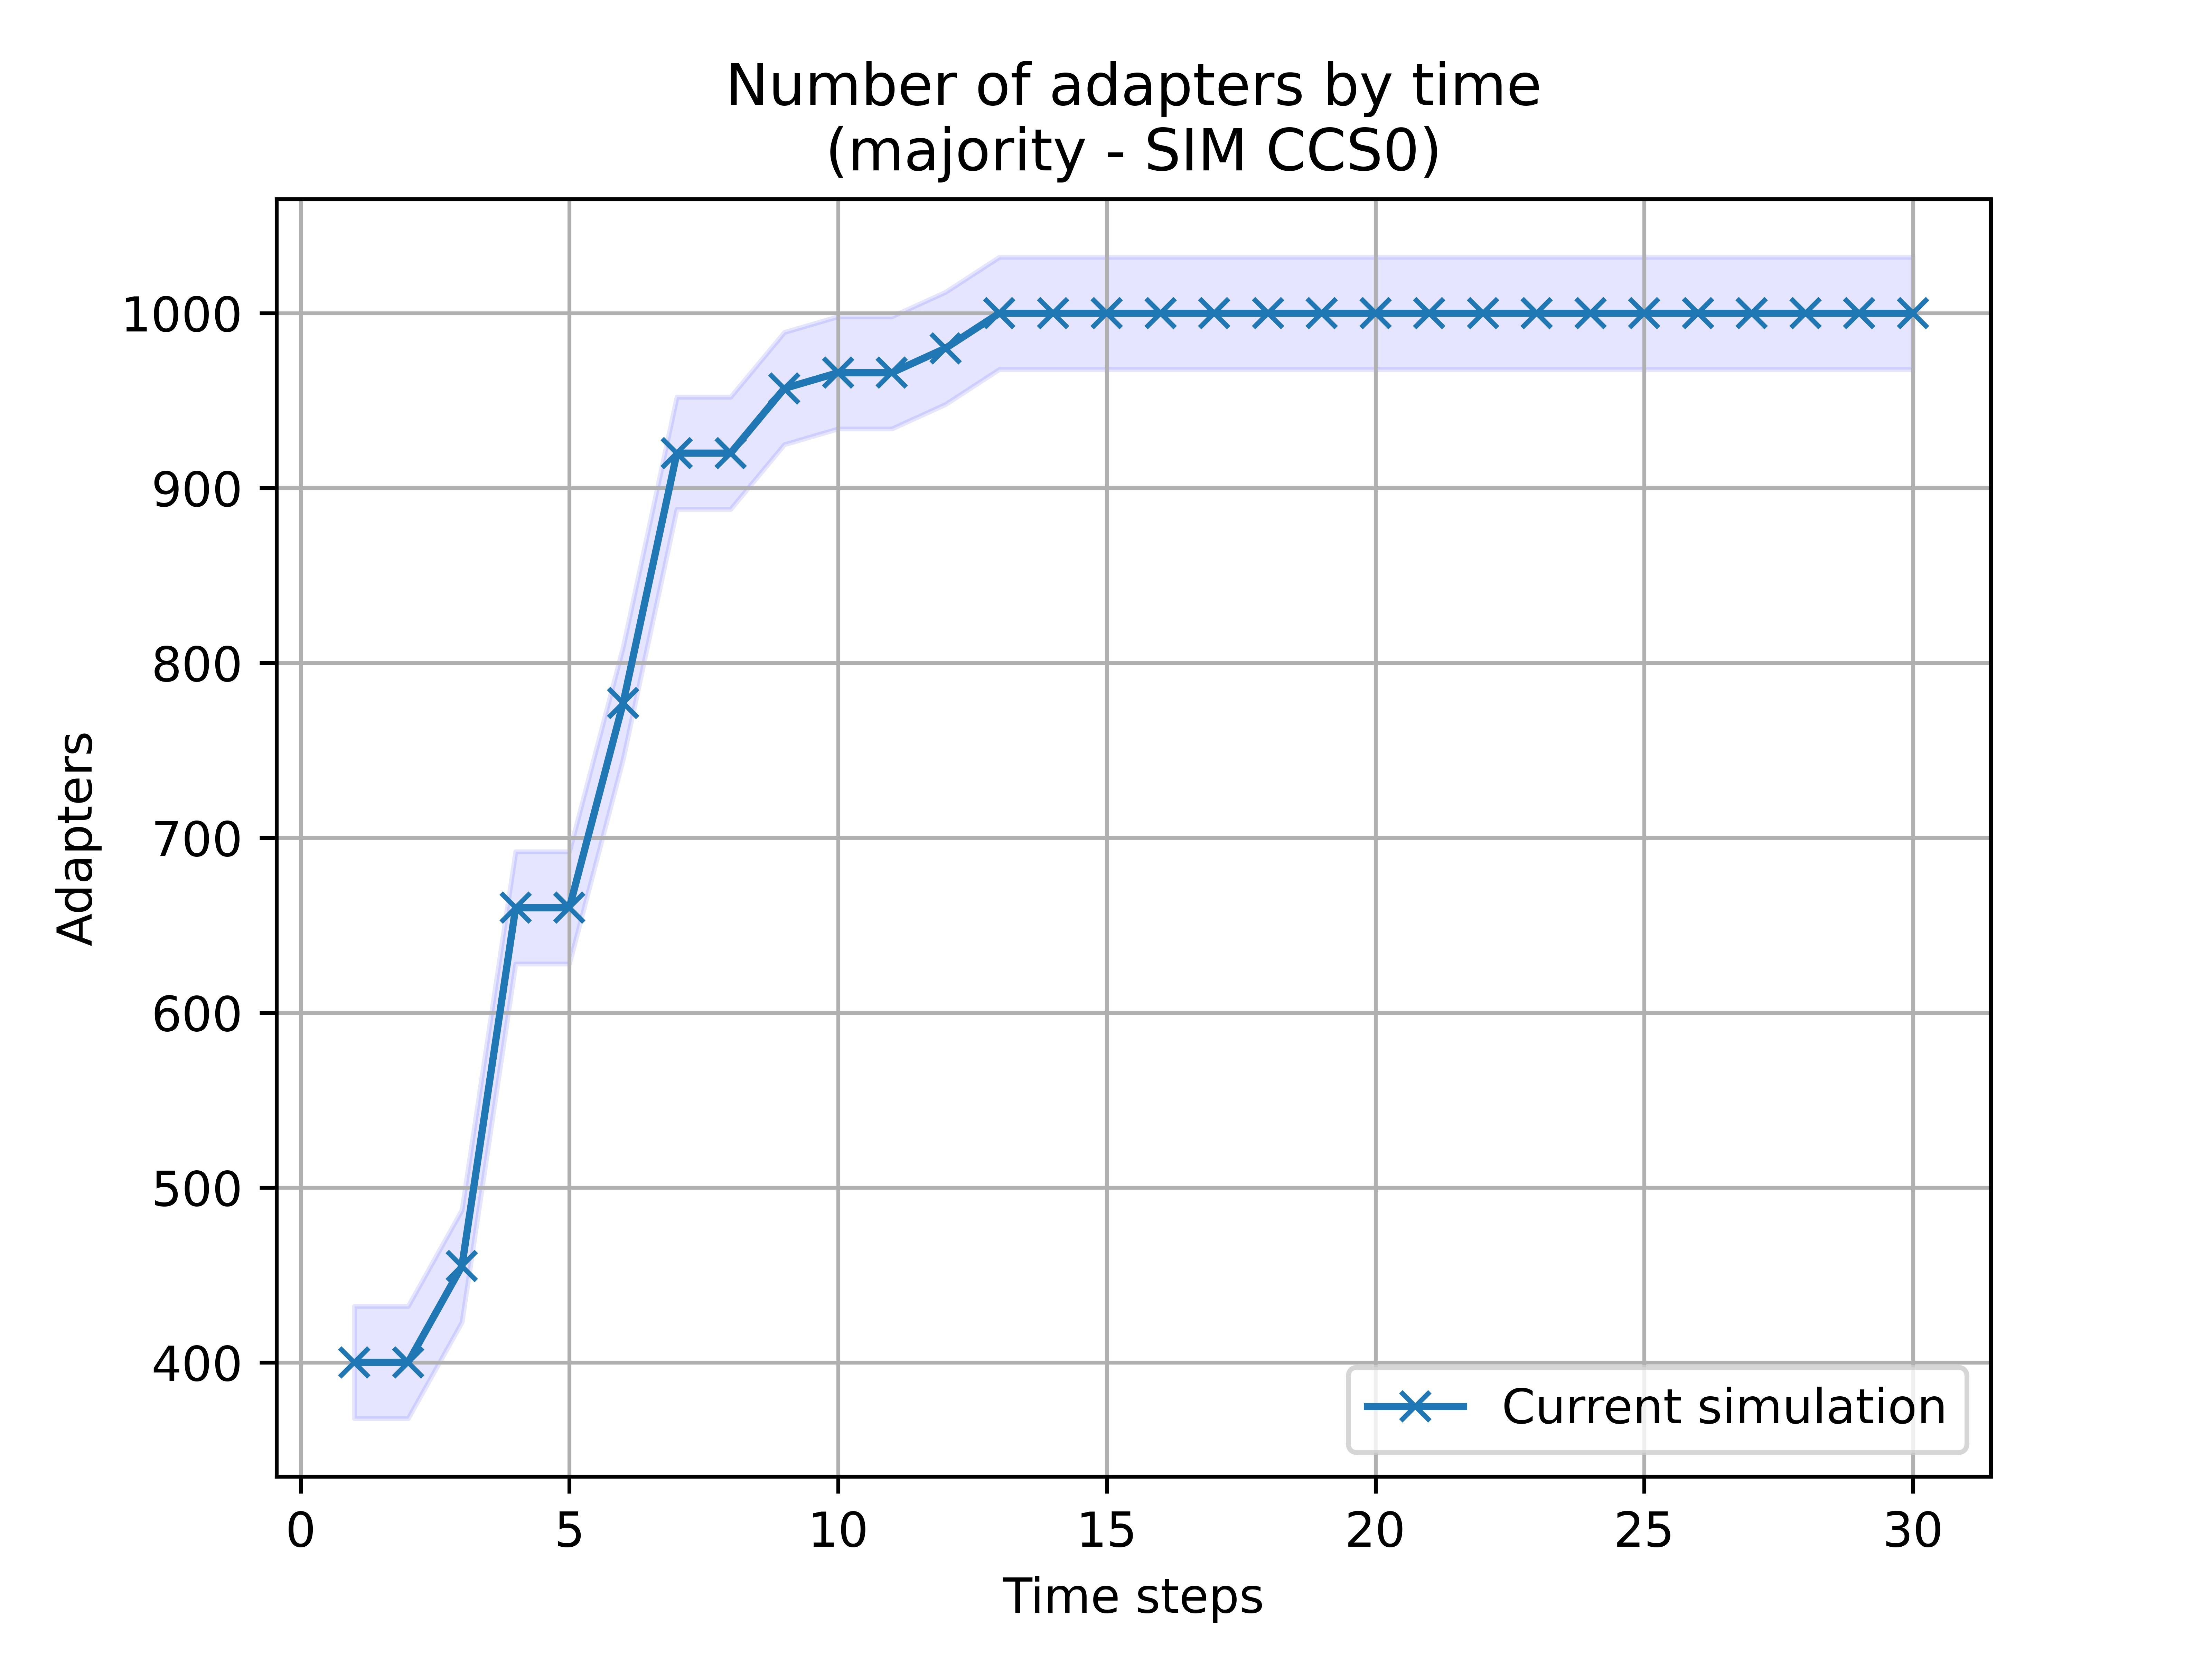 Number of adapters by time
(majority - SIM CCS0)
1000
900
800
700
600
500
400
Adapters
Current simulation
0 5 10 15 20 25 30
Time steps